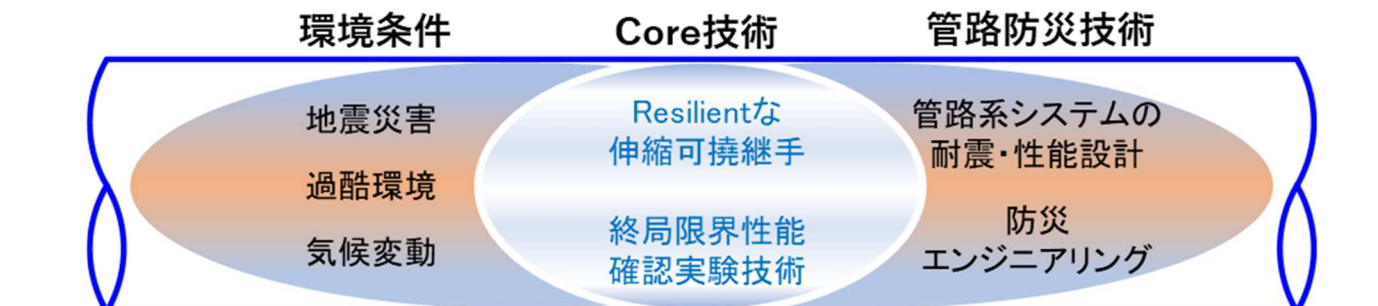 環境条件
Core技術
管路防災技術
地震災害
過酷環境
気候変動
Resilientな
伸縮可撓継手
終局限界性能
確認実験技術
管路系システムの
耐震・性能設計
防災
エンジニアリング